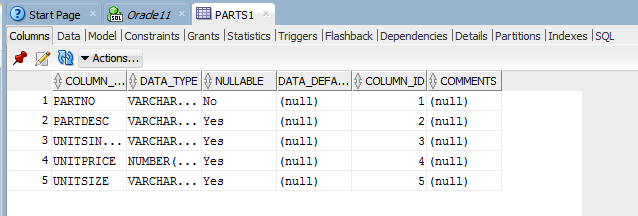 Start Page Oracle11 PARTS1
Columns Data Model Constraints Grants Statistics Triggers Flashback Dependencies Details Partitions Indexes SQL
Actions...
COLUMN_... DATA_TYPE NULLABLE DATA_DEFA... COLUMN_ID COMMENTS
1 PARTNO VARCHAR... No (null) 1 (null)
2 PARTDESC VARCHAR... Yes (null) 2 (null)
3 UNITSIN... VARCHAR... Yes (null) 3 (null)
4 UNITPRICE NUMBER(... Yes (null) 4 (null)
5 UNITSIZE VARCHAR... Yes (null) 5 (null)